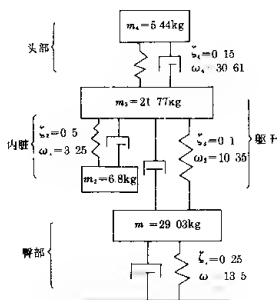 m₄=5.44kg
头部
ζ₄=0 15
ω₄=30 61
m₃=21 77kg
ζ₂=0 5
内脏
ω₂=3 25
ζ₃=0 1
躯干
ω₃=10 35
m₂=6.8kg
m =29 03kg
ζ₁=0 25
臀部
ω =13 5